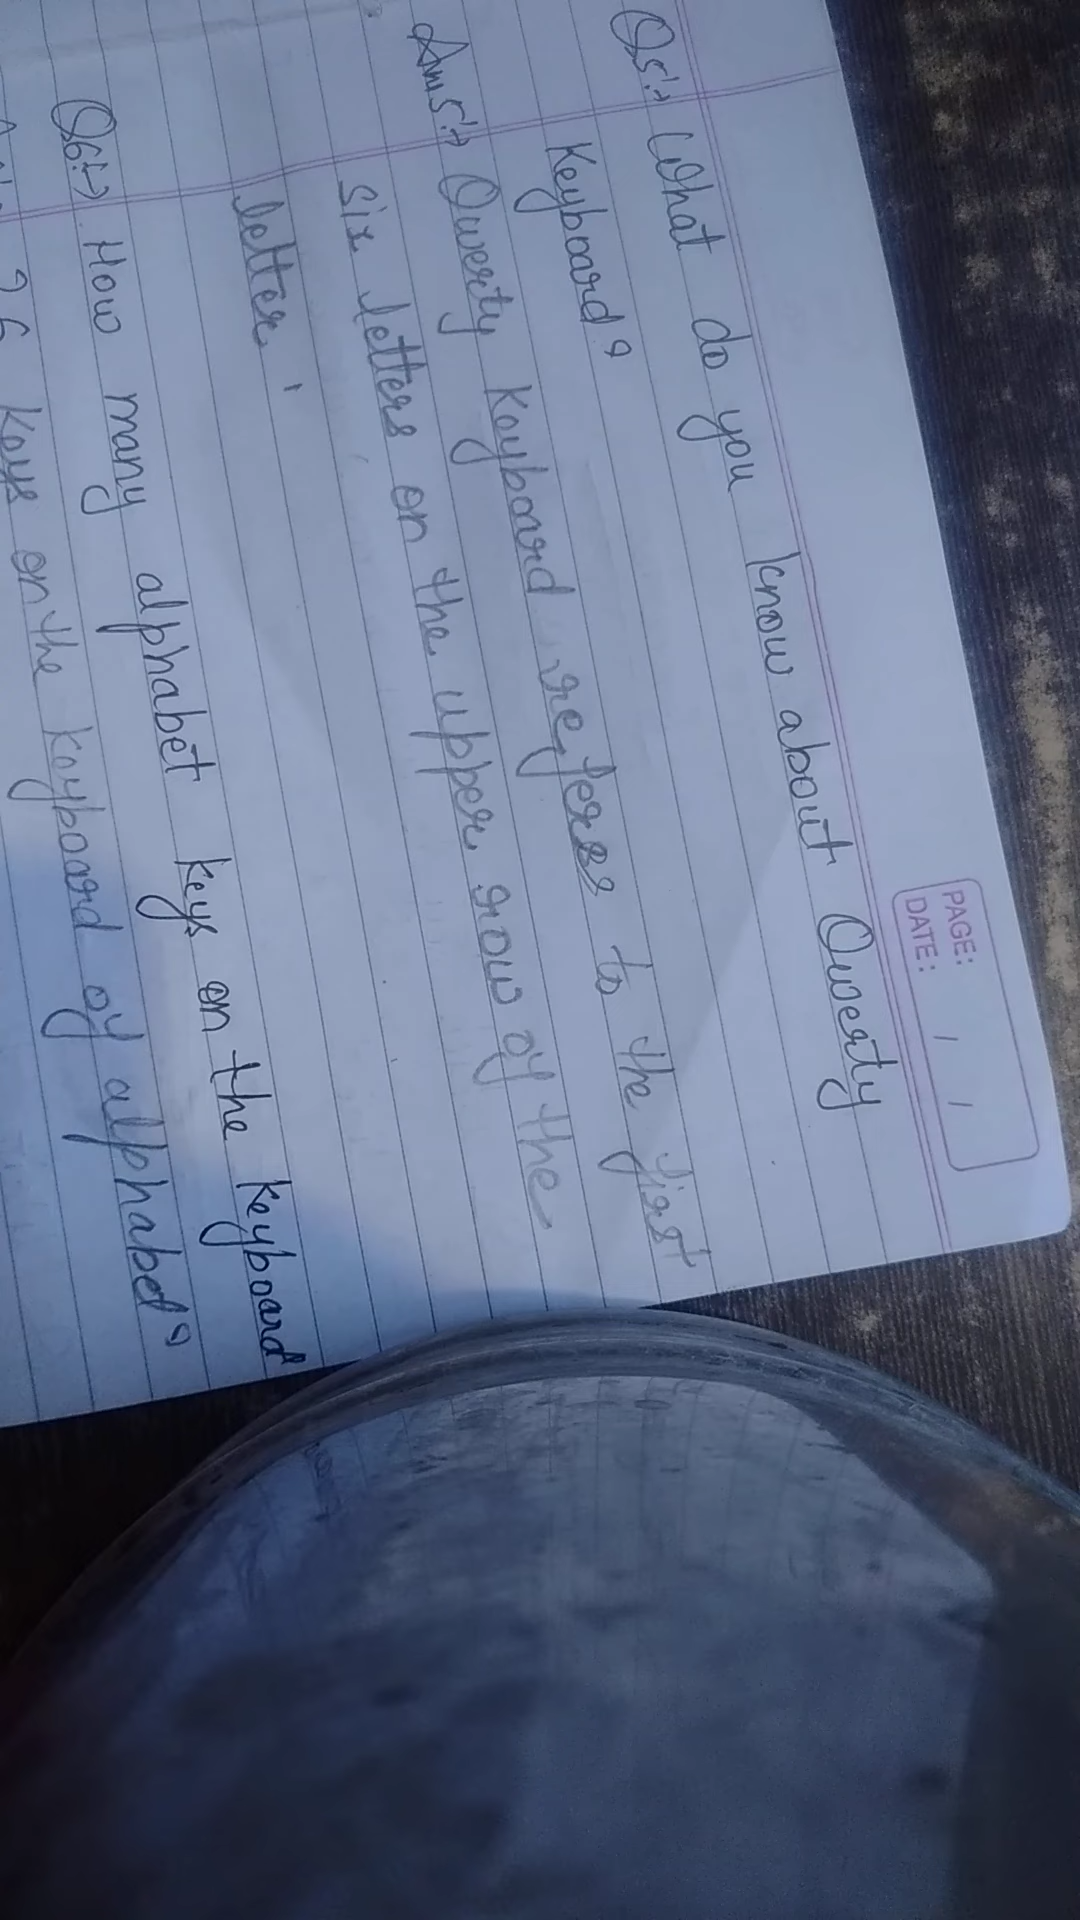 PAGE: / /
DATE:
Q5:→ What do you know about Qwerty
Keyboard?
Ans5:→ Qwerty Keyboard refers to the first
six letters on the upper row of the
letter.
Q6:→ How many alphabet keys on the keyboard
26 Keys on the Keyboard of alphabet?